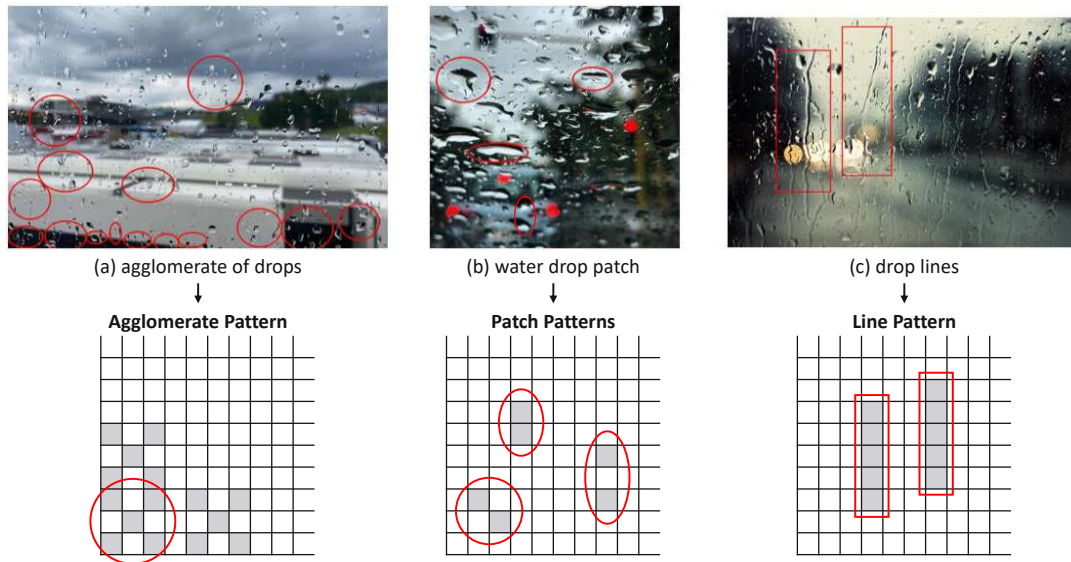 (a) agglomerate of drops
(b) water drop patch
(c) drop lines
Agglomerate Pattern
Patch Patterns
Line Pattern